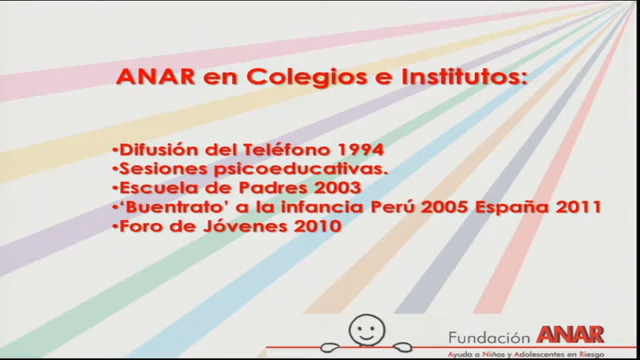 ANAR en Colegios e Institutos:
•Difusión del Teléfono 1994
•Sesiones psicoeducativas.
•Escuela de Padres 2003
•‘Buentrato’ a la infancia Perú 2005 España 2011
•Foro de Jóvenes 2010
Fundación ANAR
Ayuda a Niños y Adolescentes en Riesgo